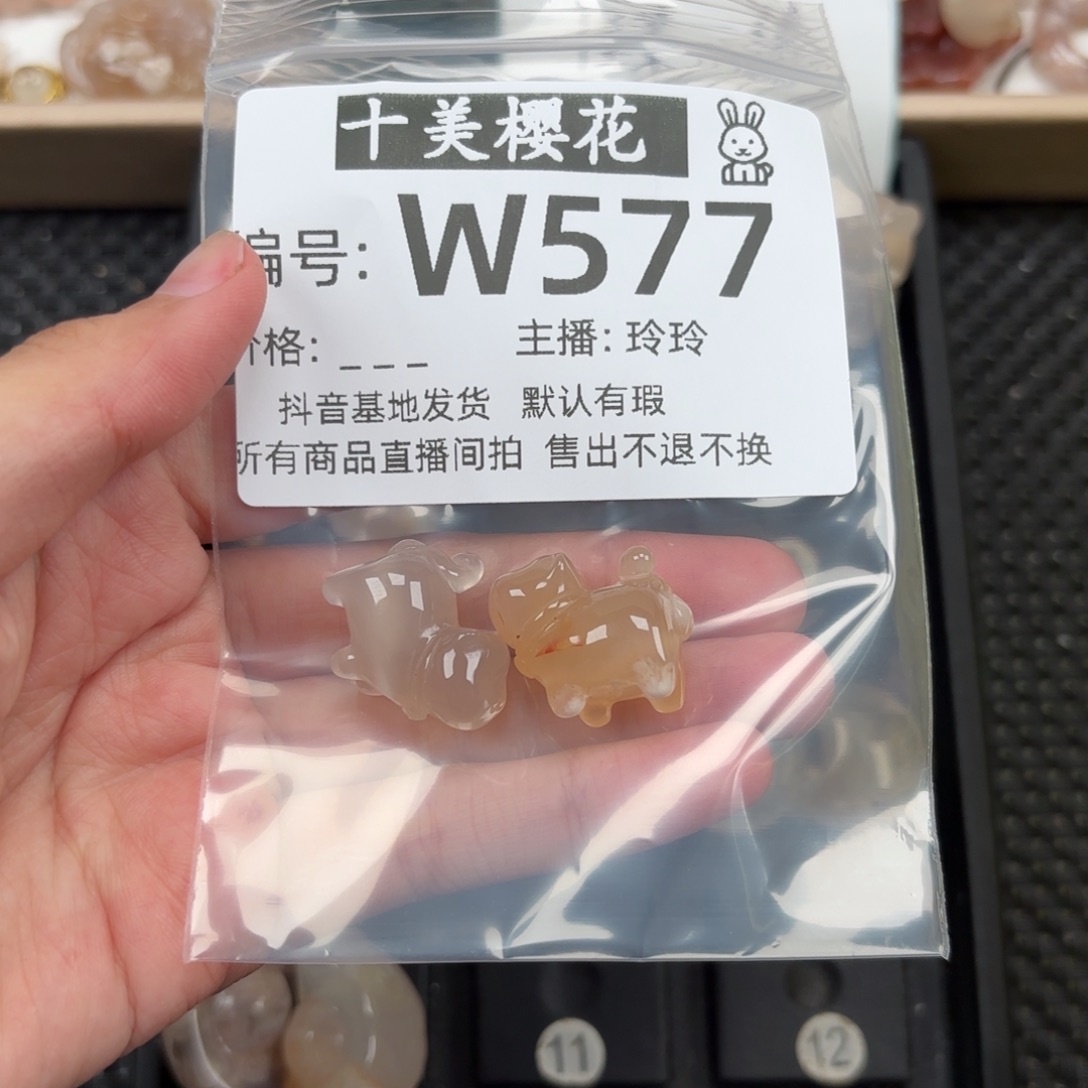 十美樱花
编号: W577
价格: _ _ _ 主播: 玲玲
抖音基地发货 默认有瑕
所有商品直播间拍 售出不退不换
11
12